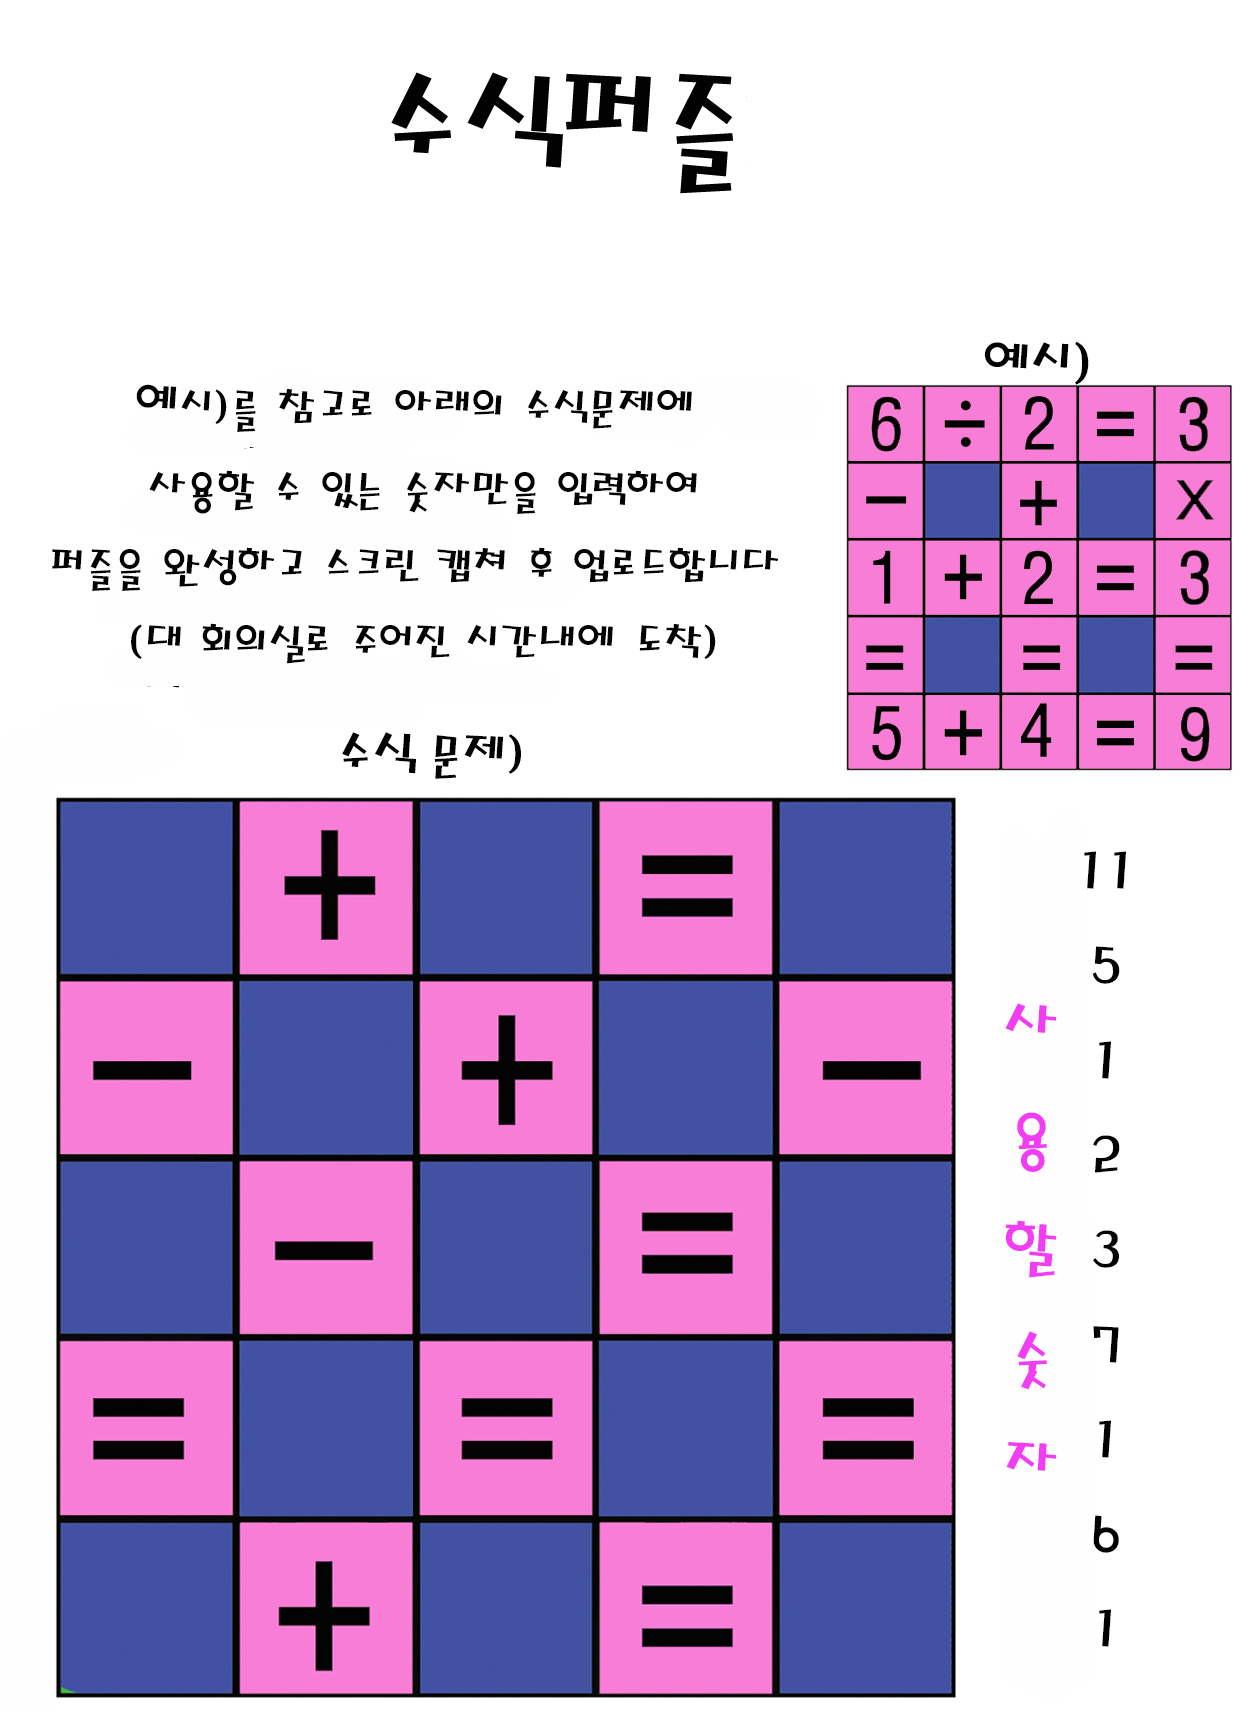 수식퍼즐
예시)를 참고로 아래의 수식문제에
사용할 수 있는 숫자만을 입력하여
퍼즐을 완성하고 스크린 캡쳐 후 업로드합니다
(대 회의실로 주어진 시간내에 도착)
예시)
6 ÷ 2 = 3
− + X
1 + 2 = 3
= = =
5 + 4 = 9
수식 문제)
+ =
− + −
− =
= = =
+ =
사용할숫자
11
5
1
2
3
7
1
6
1